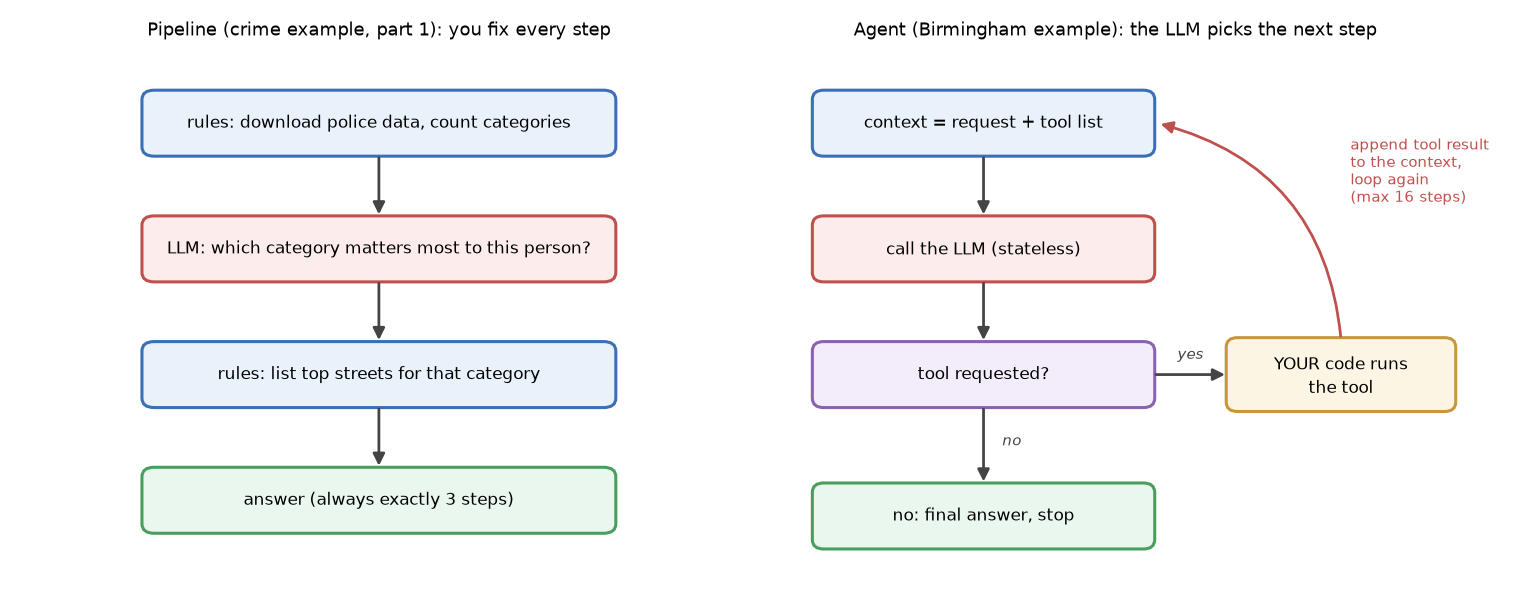 Pipeline (crime example, part 1): you fix every step
rules: download police data, count categories
LLM: which category matters most to this person?
rules: list top streets for that category
answer (always exactly 3 steps)
Agent (Birmingham example): the LLM picks the next step
context = request + tool list
call the LLM (stateless)
tool requested?
yes
YOUR code runs
the tool
append tool result
to the context,
loop again
(max 16 steps)
no
no: final answer, stop